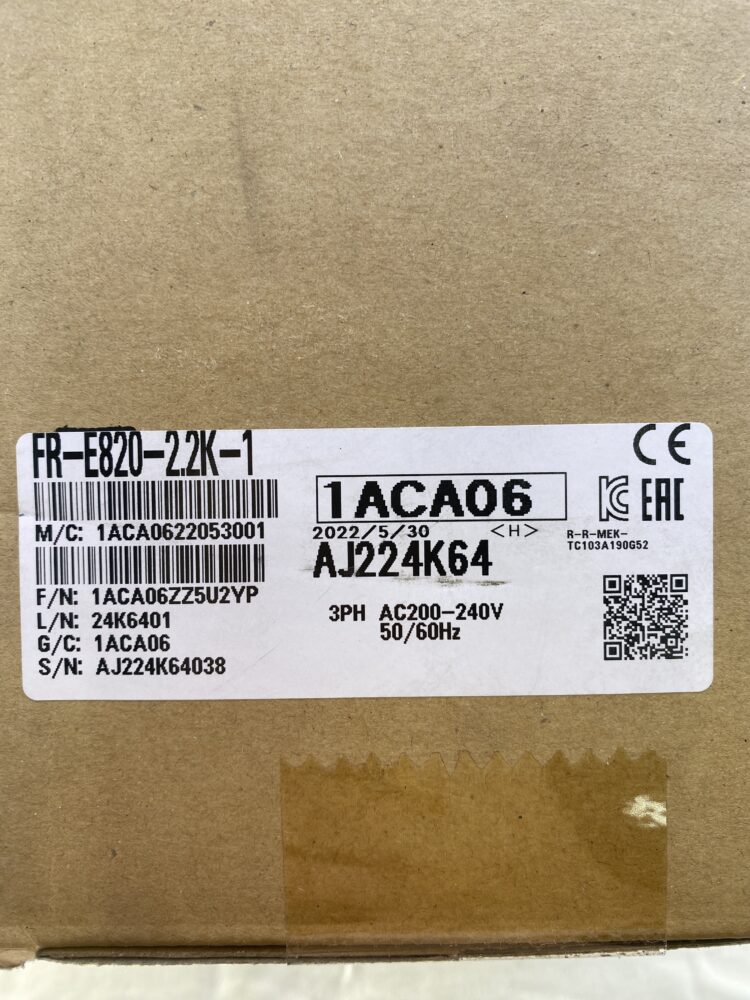 FR-E820-2.2K-1
M/C: 1ACA0622053001
F/N: 1ACA06ZZ5U2YP
L/N: 24K6401
G/C: 1ACA06
S/N: AJ224K64038
1ACA06
2022/5/30 <H>
AJ224K64
3PH AC200-240V
50/60Hz
CE
KC EAC
R-R-MEK-
TC103A190G52